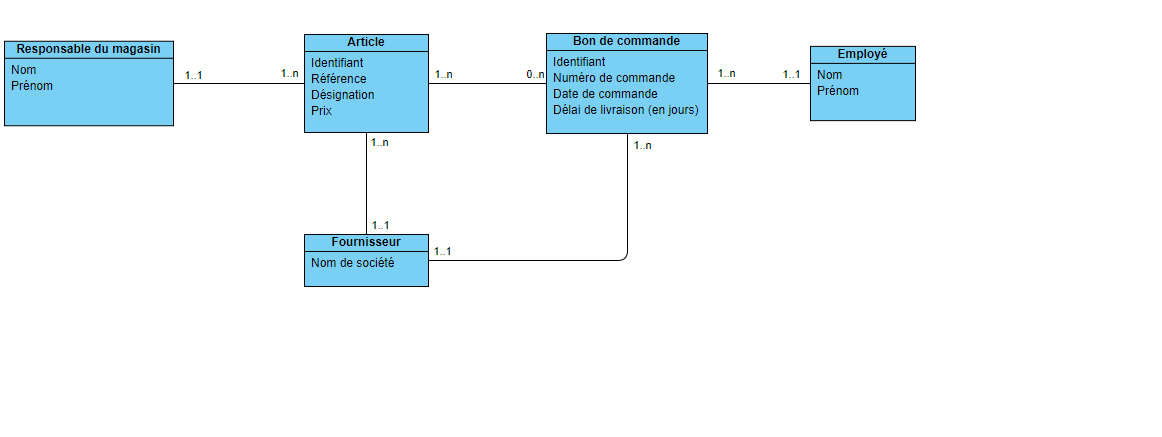 Responsable du magasin
Nom
Prénom
1..1
1..n
Article
Identifiant
Référence
Désignation
Prix
1..n
0..n
Bon de commande
Identifiant
Numéro de commande
Date de commande
Délai de livraison (en jours)
1..n
1..1
Employé
Nom
Prénom
1..n
1..n
1..1
Fournisseur
Nom de société
1..1